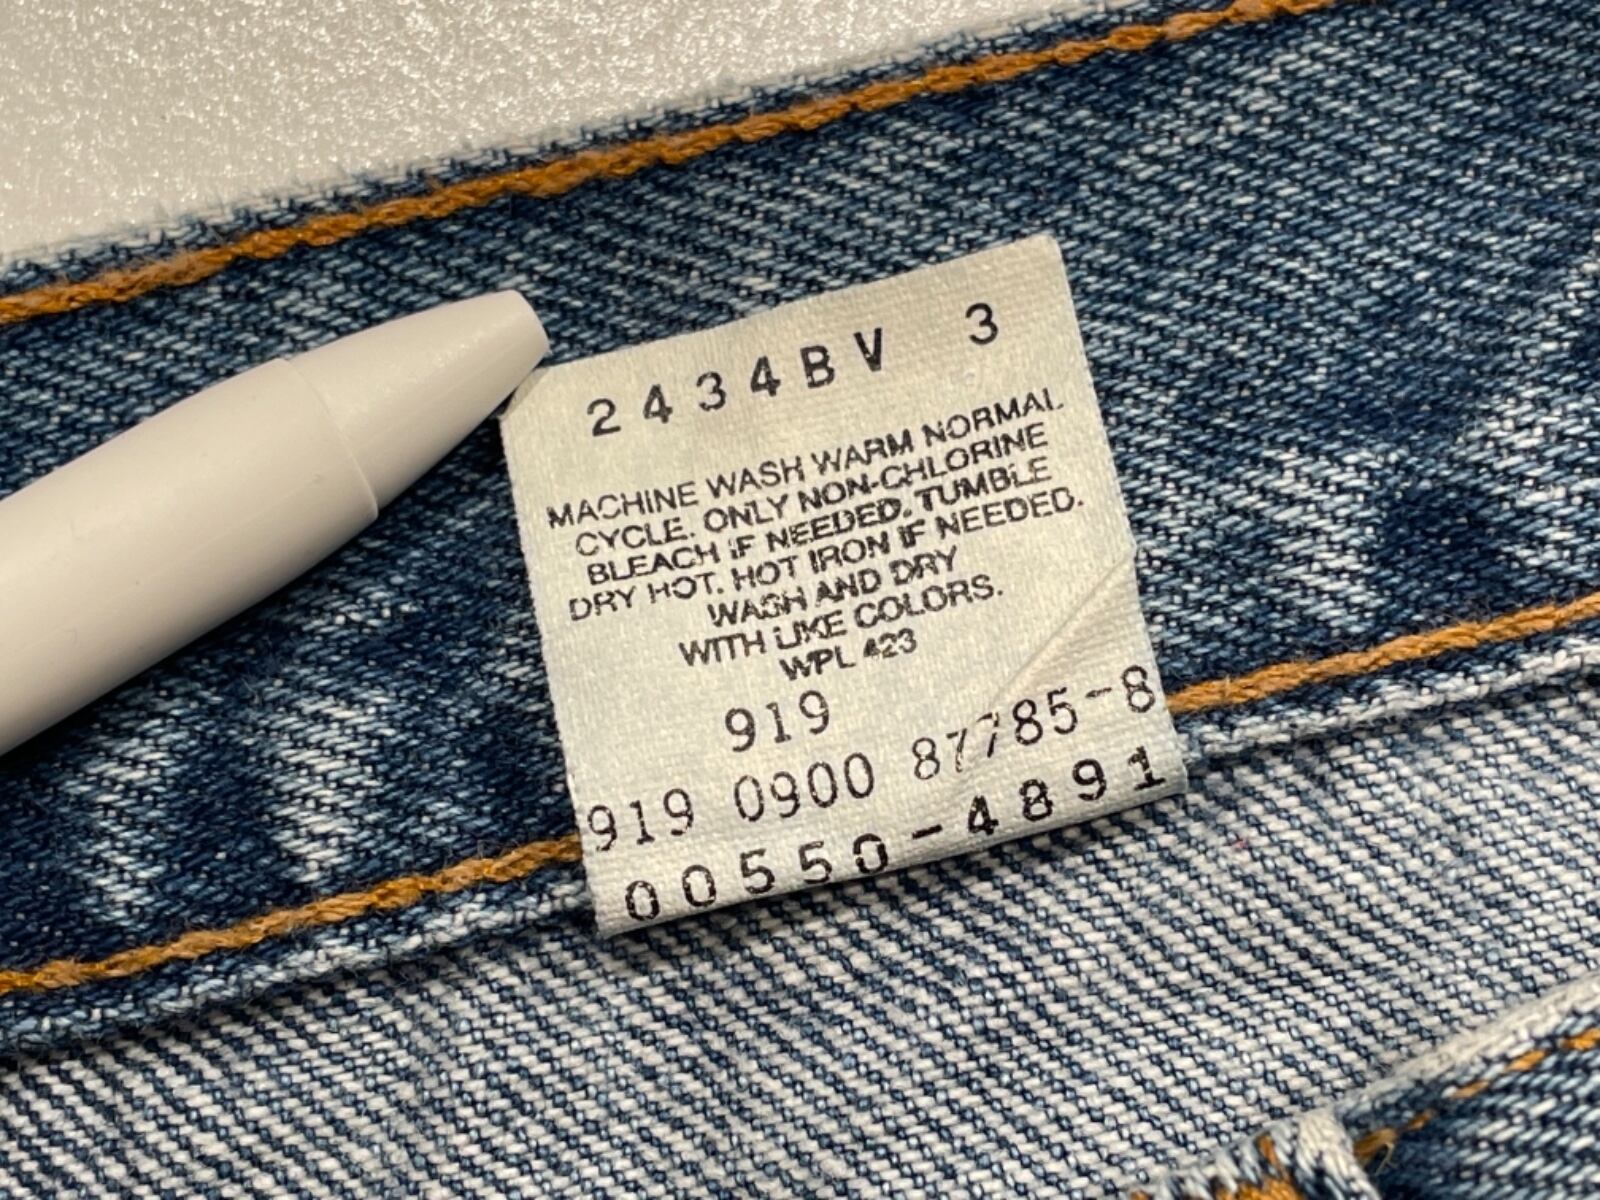 2434BV 3
MACHINE WASH WARM NORMAL
CYCLE. ONLY NON-CHLORINE
BLEACH IF NEEDED. TUMBLE
DRY HOT. HOT IRON IF NEEDED.
WASH AND DRY
WITH LIKE COLORS.
WPL 423
919
919 0900 87785-8
00550-4891